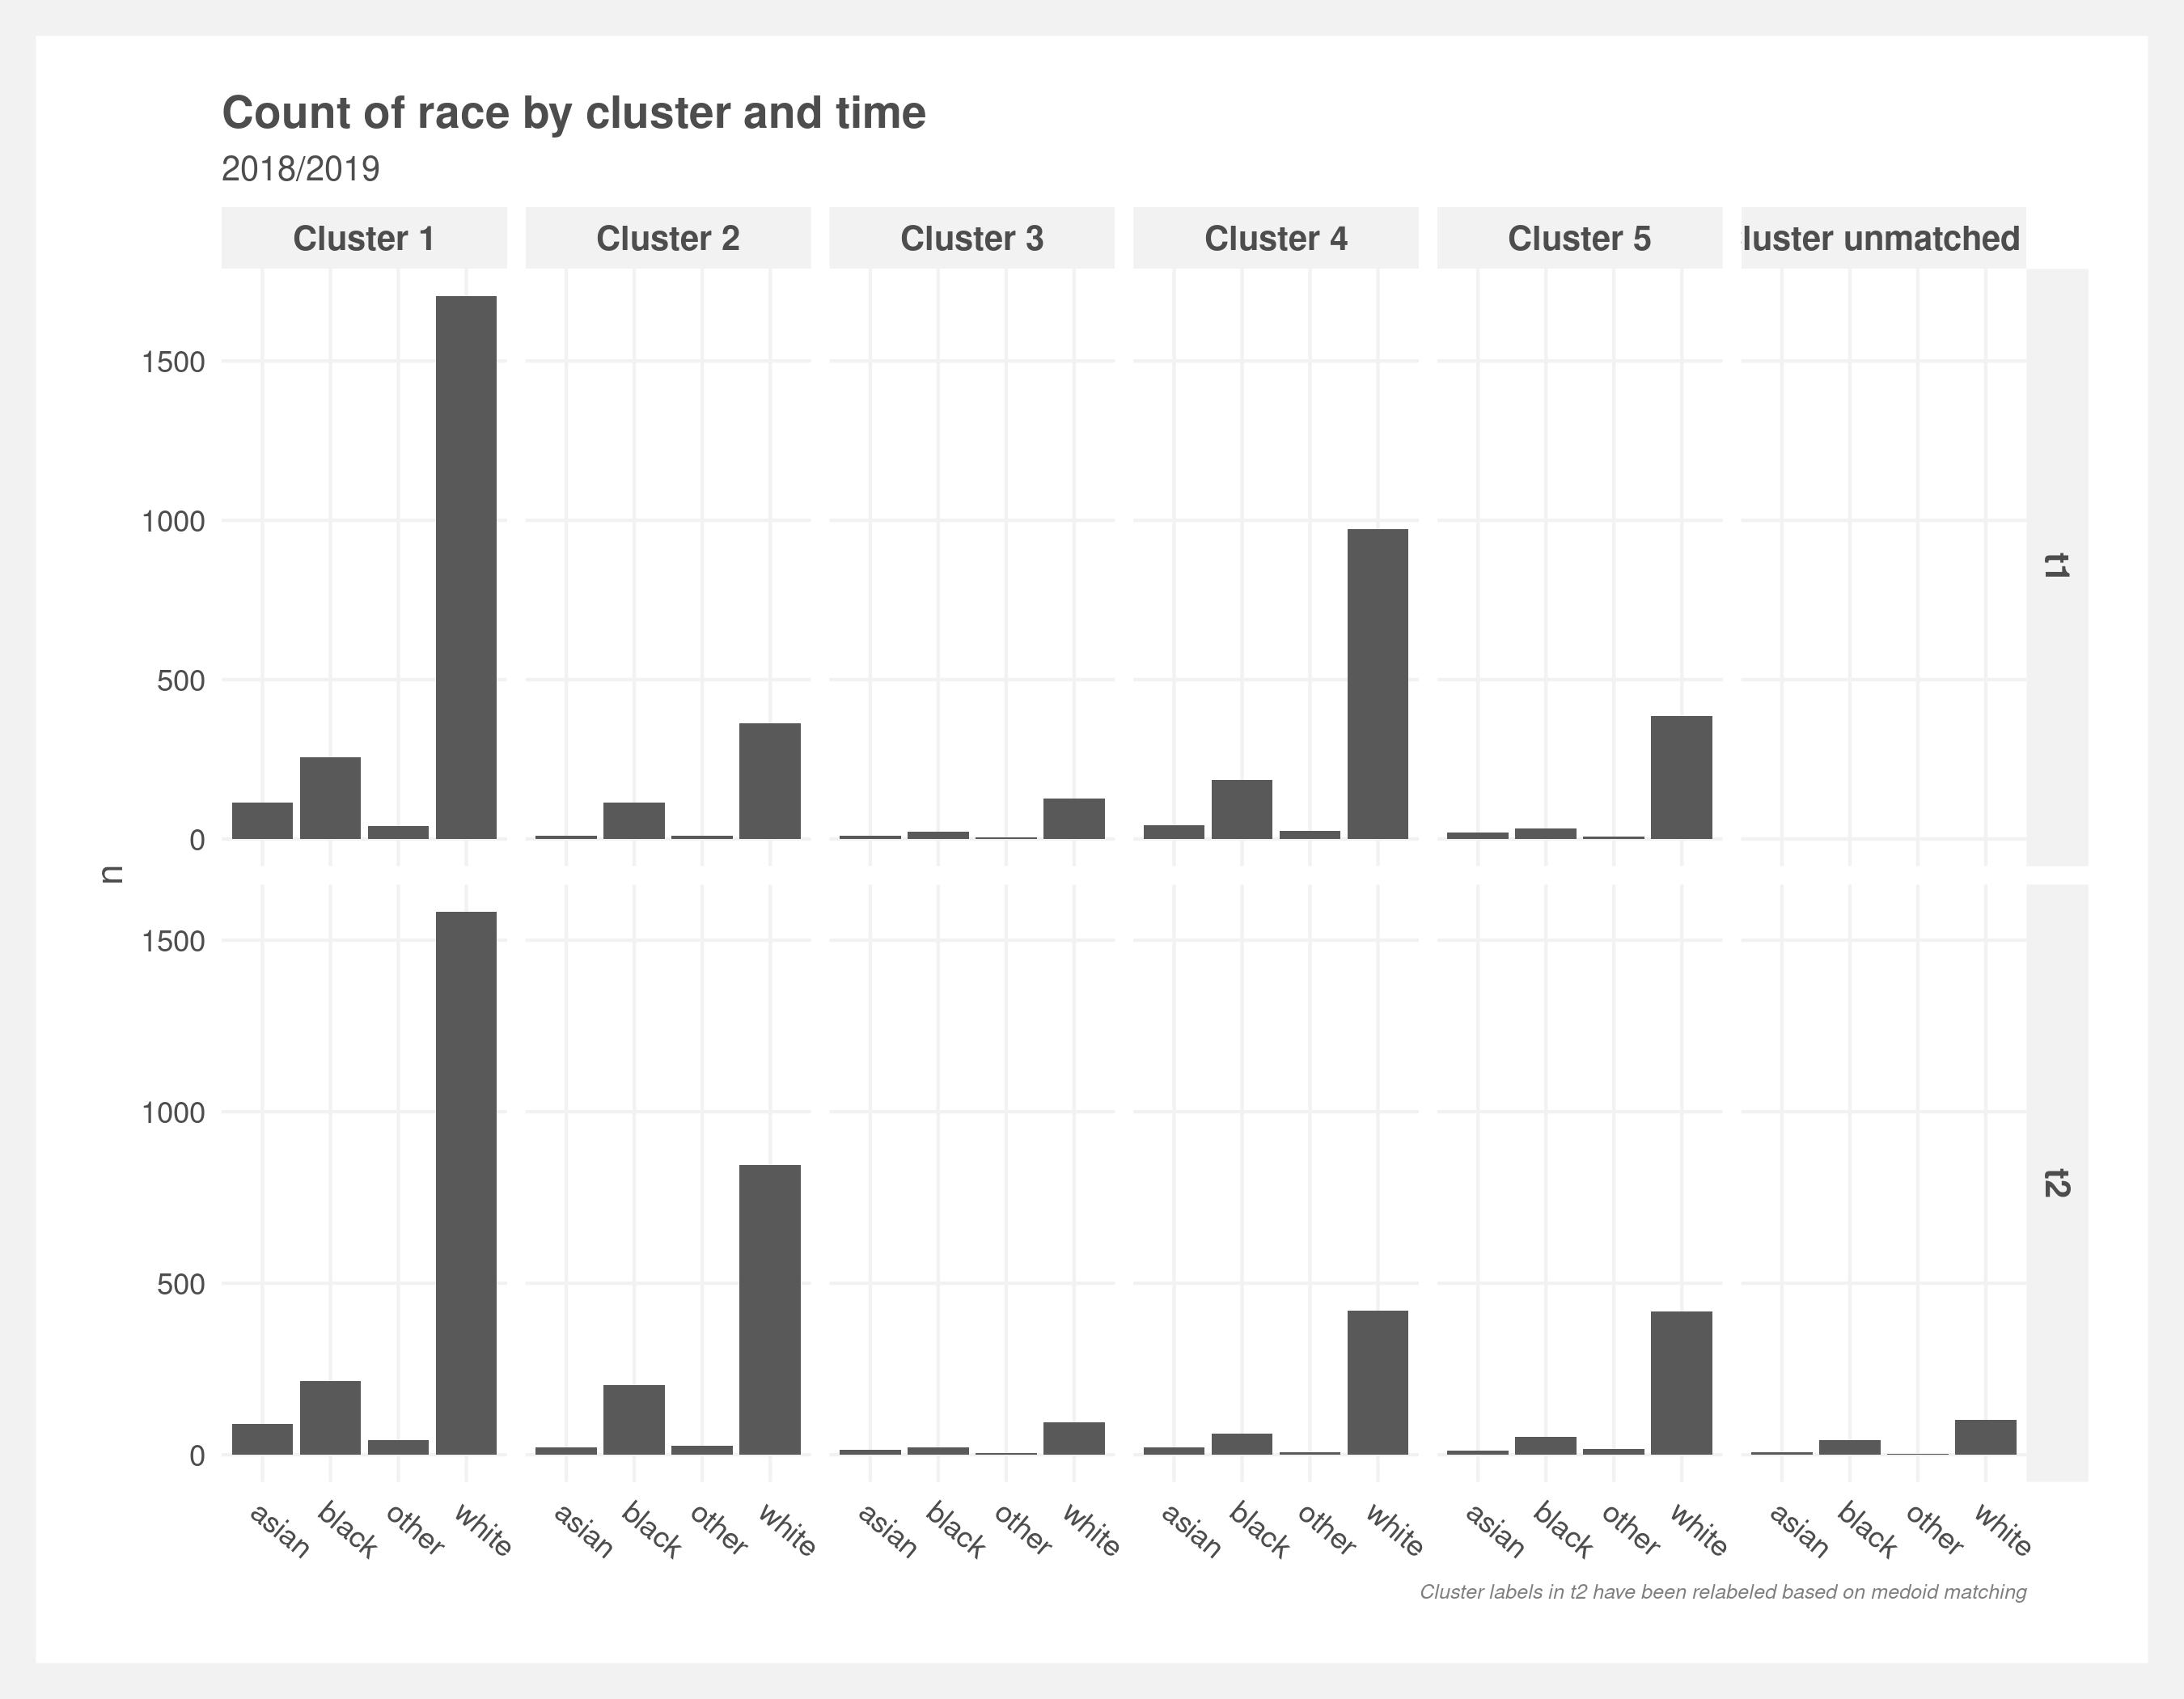 Count of race by cluster and time
2018/2019
Cluster 1 Cluster 2 Cluster 3 Cluster 4 Cluster 5 luster unmatched
1500
1000
500
0
t1
n
1500
1000
500
0
t2
asian black other white asian black other white asian black other white asian black other white asian black other white asian black other white
Cluster labels in t2 have been relabeled based on medoid matching